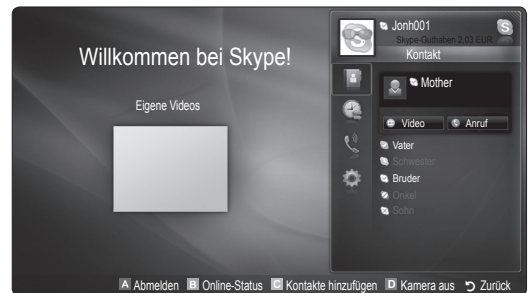 Willkommen bei Skype!
Eigene Videos
Jonh001
Skype-Guthaben 2,03 EUR
Kontakt
Mother
Video
Anruf
Vater
Schwester
Bruder
Onkel
Sohn
A Abmelden B Online-Status C Kontakte hinzufügen D Kamera aus Zurück